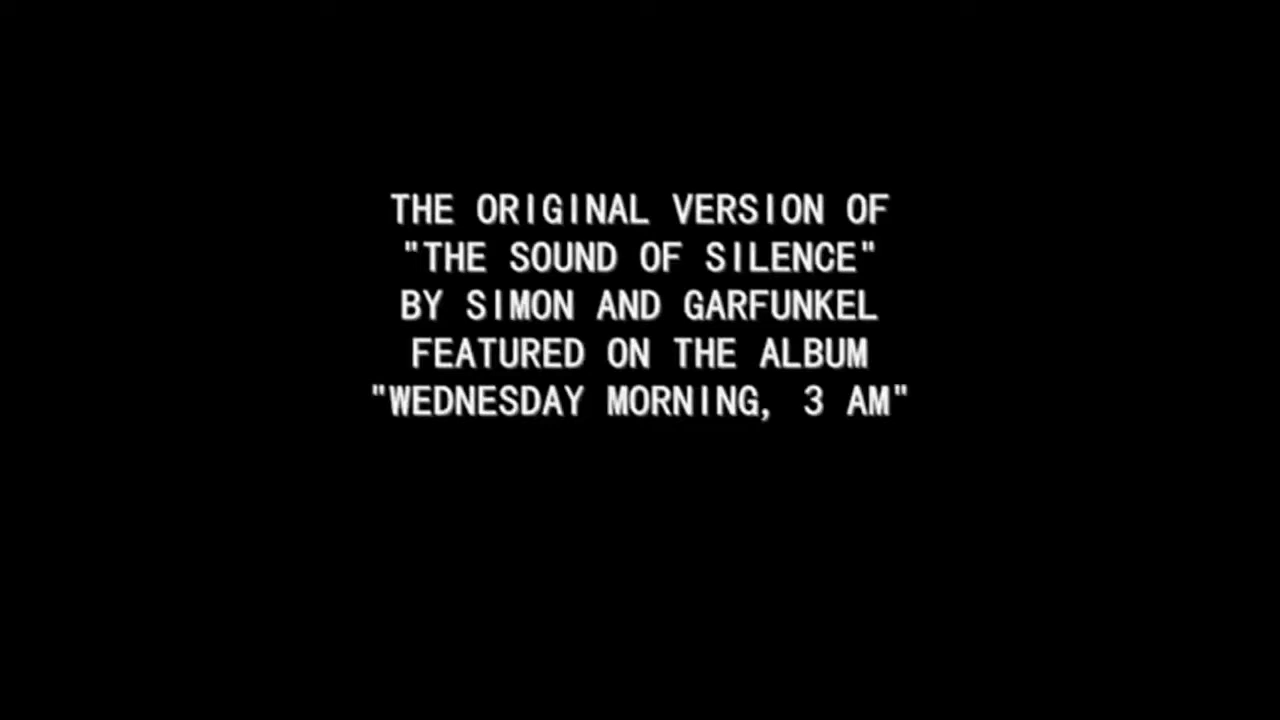 THE ORIGINAL VERSION OF
"THE SOUND OF SILENCE"
BY SIMON AND GARFUNKEL
FEATURED ON THE ALBUM
"WEDNESDAY MORNING, 3 AM"